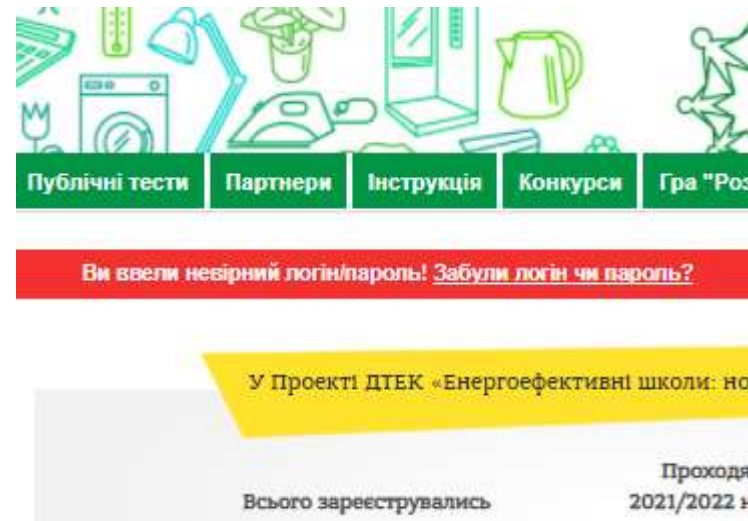 Публічні тести Партнери Інструкція Конкурси Гра "Роз
Ви ввели невірний логін/пароль! Забули логін чи пароль?
У Проекті ДТЕК «Енергоефективні школи: но
Проходя
Всього зареєструвались 2021/2022 н